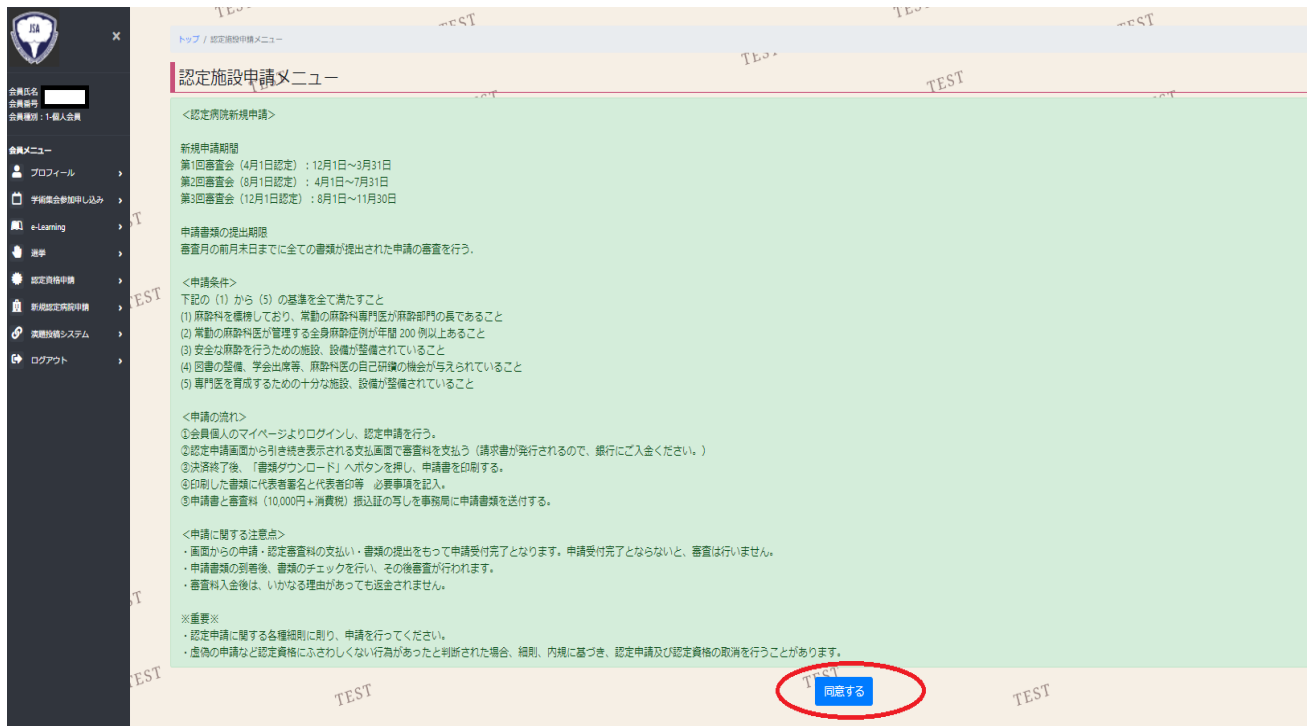 JSA
×
会員氏名
会員番号
会員種別：1-個人会員
会員メニュー
プロフィール
学術集会参加申し込み
e-Learning
選挙
認定資格申請
新規認定病院申請
演題投稿システム
ログアウト
トップ / 認定施設申請メニュー
認定施設申請メニュー
＜認定病院新規申請＞
新規申請期間
第1回審査会（4月1日認定）：12月1日～3月31日
第2回審査会（8月1日認定）： 4月1日～7月31日
第3回審査会（12月1日認定）：8月1日～11月30日
申請書類の提出期限
審査月の前月末日までに全ての書類が提出された申請の審査を行う.
＜申請条件＞
下記の（1）から（5）の基準を全て満たすこと
(1) 麻酔科を標榜しており、常勤の麻酔科専門医が麻酔部門の長であること
(2) 常勤の麻酔科医が管理する全身麻酔症例が年間 200 例以上あること
(3) 安全な麻酔を行うための施設、設備が整備されていること
(4) 図書の整備、学会出席等、麻酔科医の自己研鑽の機会が与えられていること
(5) 専門医を育成するための十分な施設、設備が整備されていること
＜申請の流れ＞
①会員個人のマイページよりログインし、認定申請を行う。
②認定申請画面から引き続き表示される支払画面で審査料を支払う（請求書が発行されるので、銀行にご入金ください。）
③決済終了後、「書類ダウンロード」へボタンを押し、申請書を印刷する。
④印刷した書類に代表者署名と代表者印等　必要事項を記入。
⑤申請書と審査料（10,000円＋消費税）振込証の写しを事務局に申請書類を送付する。
＜申請に関する注意点＞
・画面からの申請・認定審査料の支払い・書類の提出をもって申請受付完了となります。申請受付完了とならないと、審査は行いません。
・申請書類の到着後、書類のチェックを行い、その後審査が行われます。
・審査料入金後は、いかなる理由があっても返金されません。
※重要※
・認定申請に関する各種細則に則り、申請を行ってください。
・虚偽の申請など認定資格にふさわしくない行為があったと判断された場合、細則、内規に基づき、認定申請及び認定資格の取消を行うことがあります。
同意する
TEST
TEST
TEST
TEST
TEST
TEST
TEST
TEST
TEST